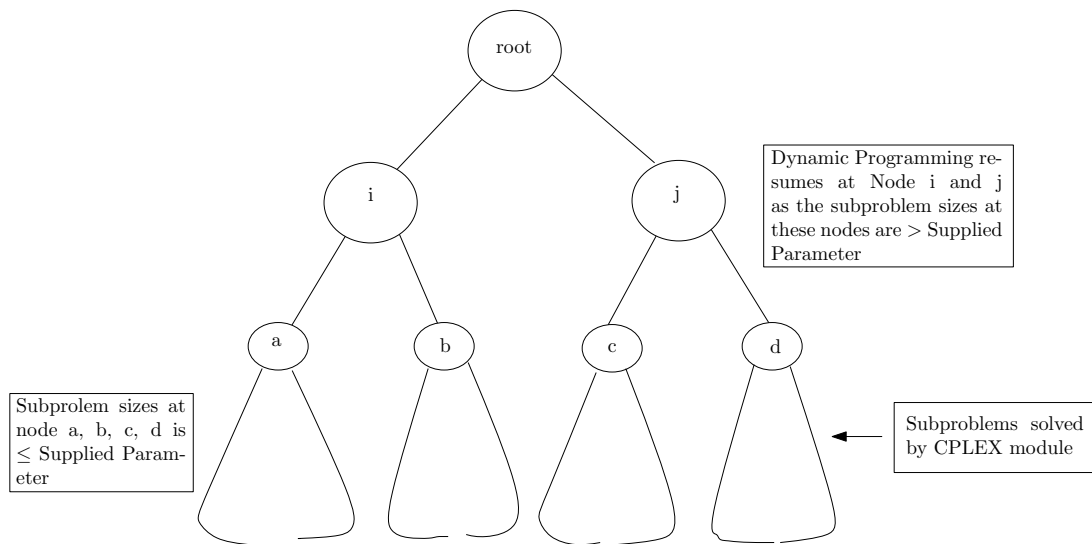 root
i
j
Dynamic Programming re-
sumes at Node i and j
as the subproblem sizes at
these nodes are > Supplied
Parameter
a
b
c
d
Subprolem sizes at
node a, b, c, d is
≤ Supplied Param-
eter
Subproblems solved
by CPLEX module